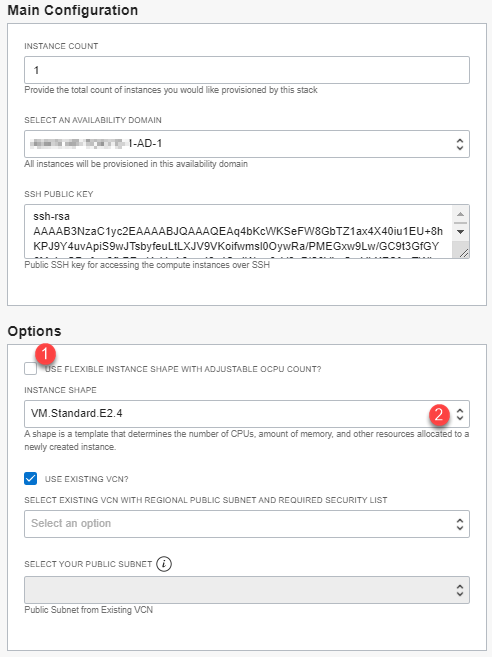 Main Configuration
INSTANCE COUNT
1
Provide the total count of instances you would like provisioned by this stack
SELECT AN AVAILABILITY DOMAIN
1-AD-1
All instances will be provisioned in this availability domain
SSH PUBLIC KEY
ssh-rsa
AAAAB3NzaC1yc2EAAAABJQAAAQEAq4bKcWKSeFW8GbTZ1ax4X40iu1EU+8h
KPJ9Y4uvApiS9wJTsbyfeuLtLXJV9VKoifwmsl0OywRa/PMEGxw9Lw/GC9t3GfGY
Public SSH key for accessing the compute instances over SSH
Options
1
USE FLEXIBLE INSTANCE SHAPE WITH ADJUSTABLE OCPU COUNT?
INSTANCE SHAPE
VM.Standard.E2.4
2
A shape is a template that determines the number of CPUs, amount of memory, and other resources allocated to a
newly created instance.
USE EXISTING VCN?
SELECT EXISTING VCN WITH REGIONAL PUBLIC SUBNET AND REQUIRED SECURITY LIST
Select an option
SELECT YOUR PUBLIC SUBNET i
Public Subnet from Existing VCN